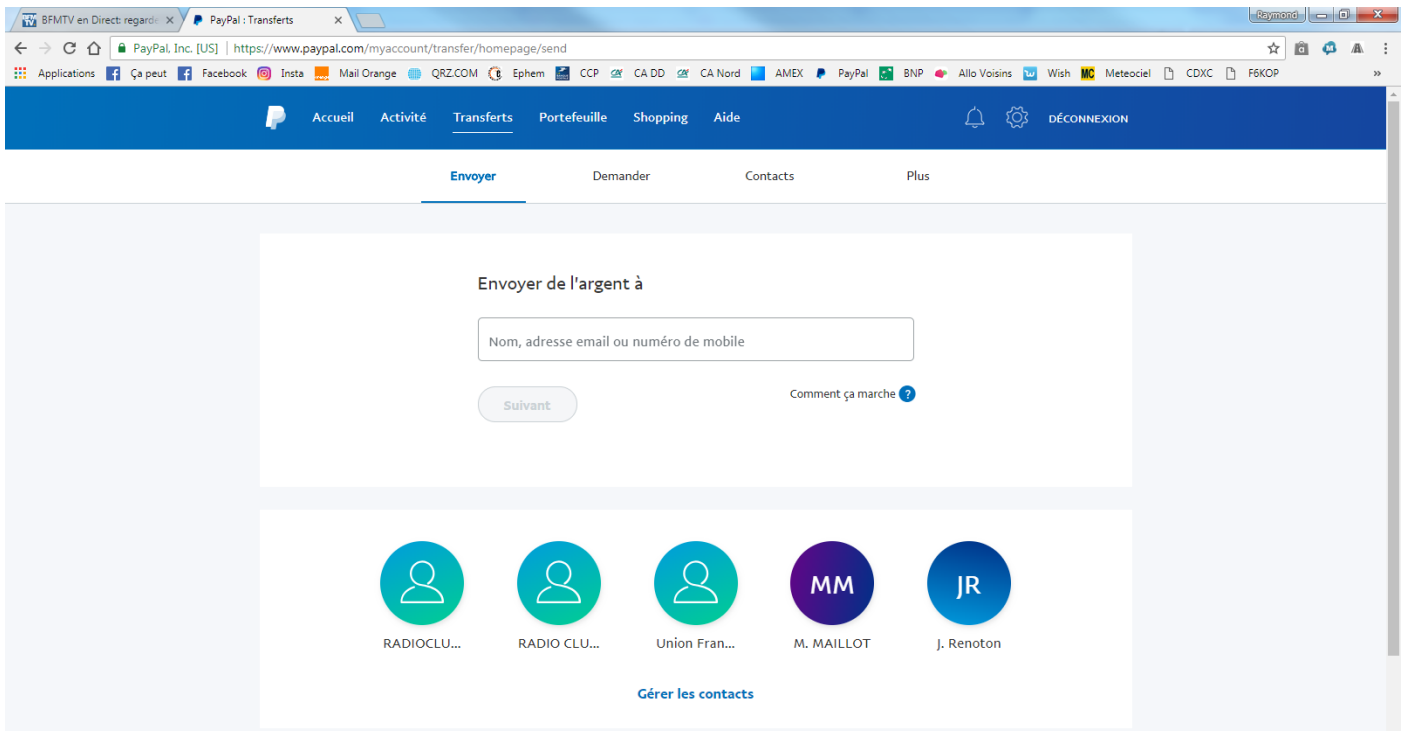 BFMTV en Direct: regarde PayPal : Transferts Raymond
PayPal, Inc. [US] | https://www.paypal.com/myaccount/transfer/homepage/send
Applications Ça peut Facebook Insta Mail Orange QRZ.COM Ephem CCP CA DD CA Nord AMEX PayPal BNP Allo Voisins Wish MC Meteociel CDXC F6KOP »
Accueil Activité Transferts Portefeuille Shopping Aide DÉCONNEXION
Envoyer Demander Contacts Plus
Envoyer de l'argent à
Nom, adresse email ou numéro de mobile
Suivant Comment ça marche ?
MM JR
RADIOCLU... RADIO CLU... Union Fran... M. MAILLOT J. Renoton
Gérer les contacts